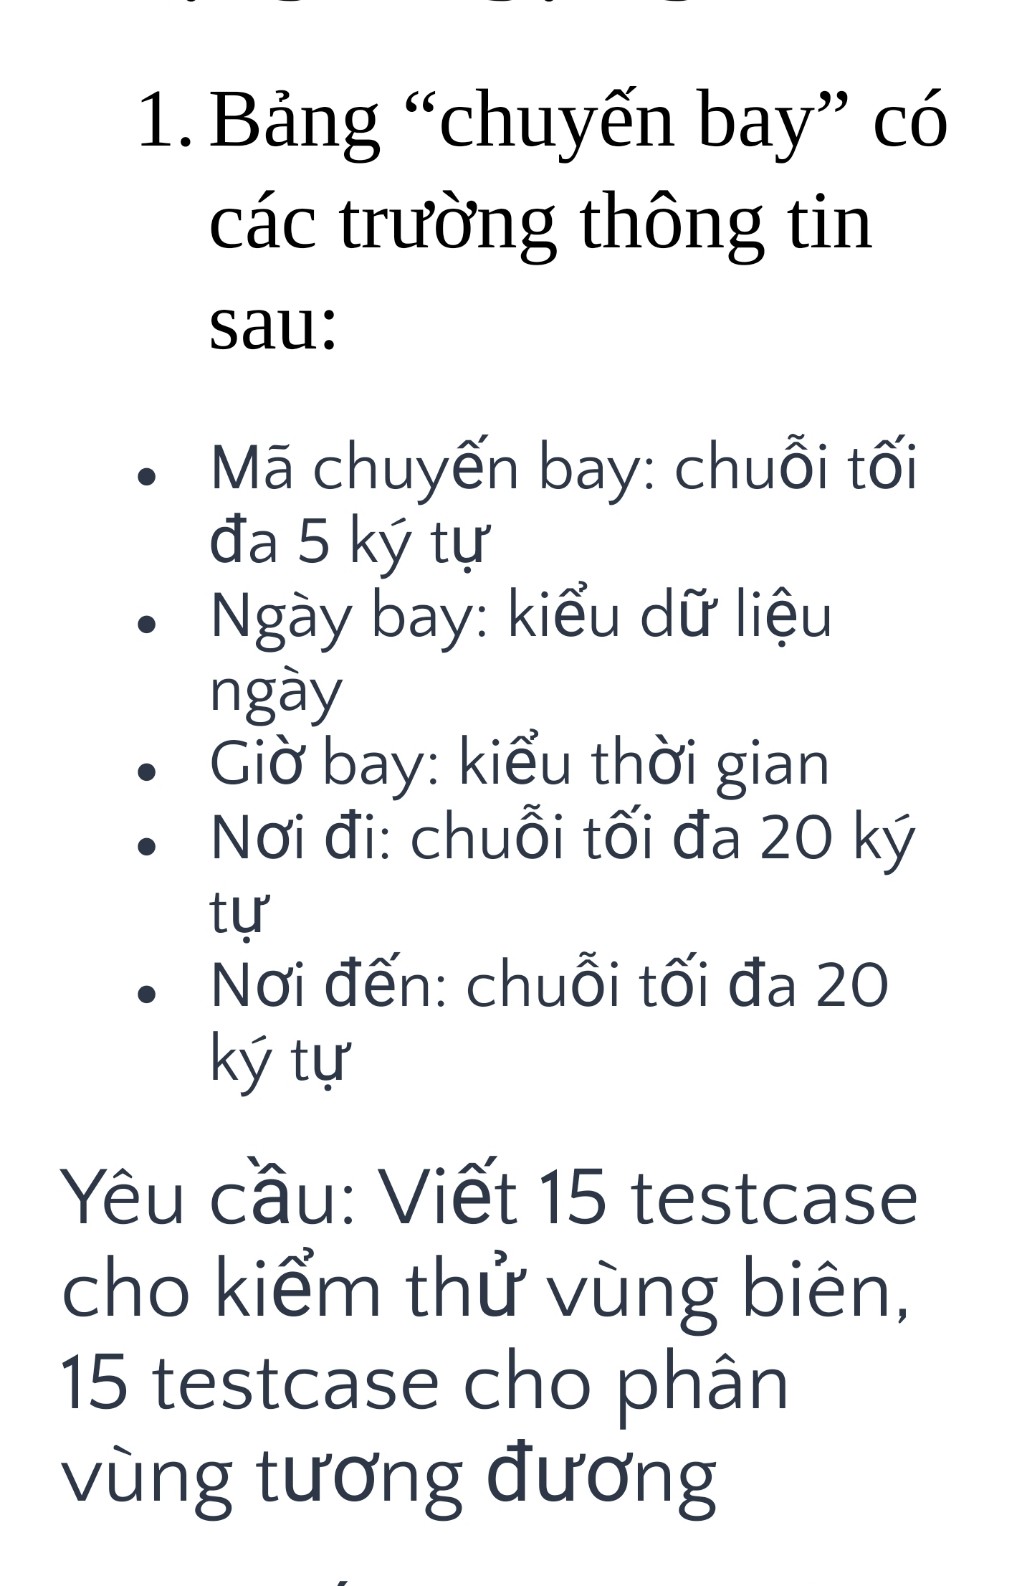 1. Bảng “chuyến bay” có
các trường thông tin
sau:
• Mã chuyến bay: chuỗi tối
đa 5 ký tự
• Ngày bay: kiểu dữ liệu
ngày
• Giờ bay: kiểu thời gian
• Nơi đi: chuỗi tối đa 20 ký
tự
• Nơi đến: chuỗi tối đa 20
ký tự
Yêu cầu: Viết 15 testcase
cho kiểm thử vùng biên,
15 testcase cho phân
vùng tương đương